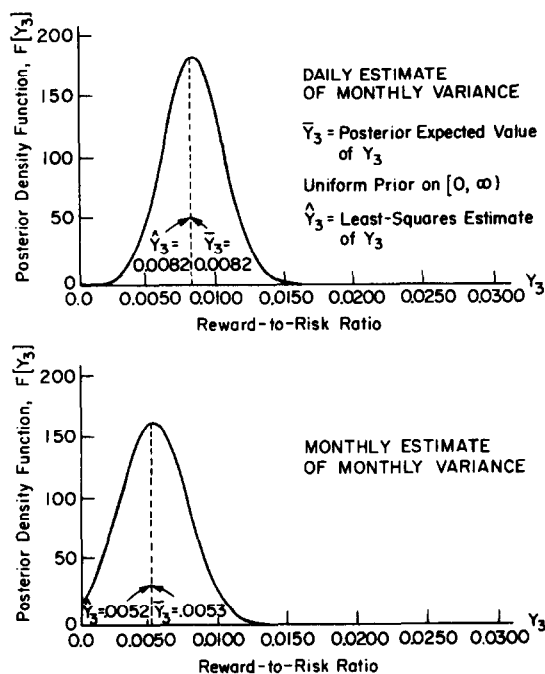 Posterior Density Function, F[Y₃]
200
150
100
50
0
DAILY ESTIMATE
OF MONTHLY VARIANCE
Ȳ₃ = Posterior Expected Value
of Y₃
Uniform Prior on [0, ∞)
Ŷ₃ = Least-Squares Estimate
of Y₃
Ŷ₃ = Ȳ₃ =
0.0082 0.0082
0.0 0.0050 0.0100 0.0150 0.0200 0.0250 0.0300 Y₃
Reward-to-Risk Ratio
Posterior Density Function, F[Y₃]
200
150
100
50
0
MONTHLY ESTIMATE
OF MONTHLY VARIANCE
Ŷ₃=.0052 Ȳ₃=.0053
0.0 0.0050 0.0100 0.0150 0.0200 0.0250 0.0300 Y₃
Reward-to-Risk Ratio